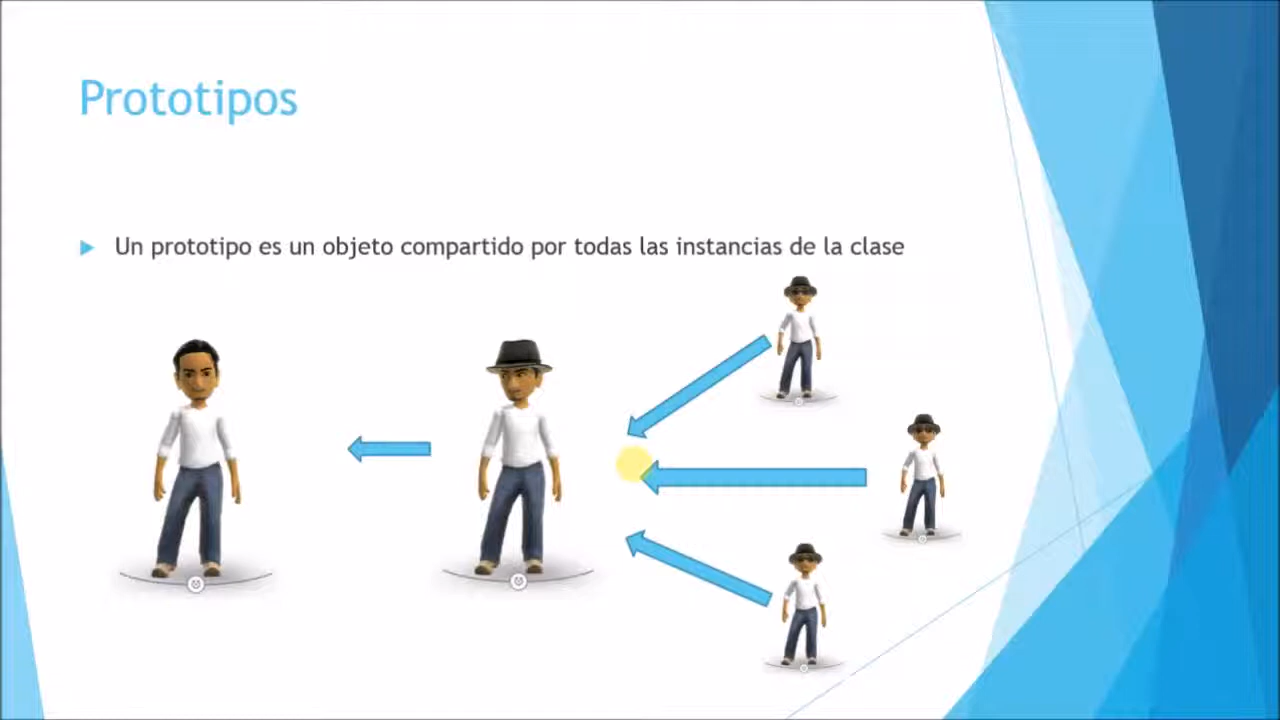 Prototipos
Un prototipo es un objeto compartido por todas las instancias de la clase